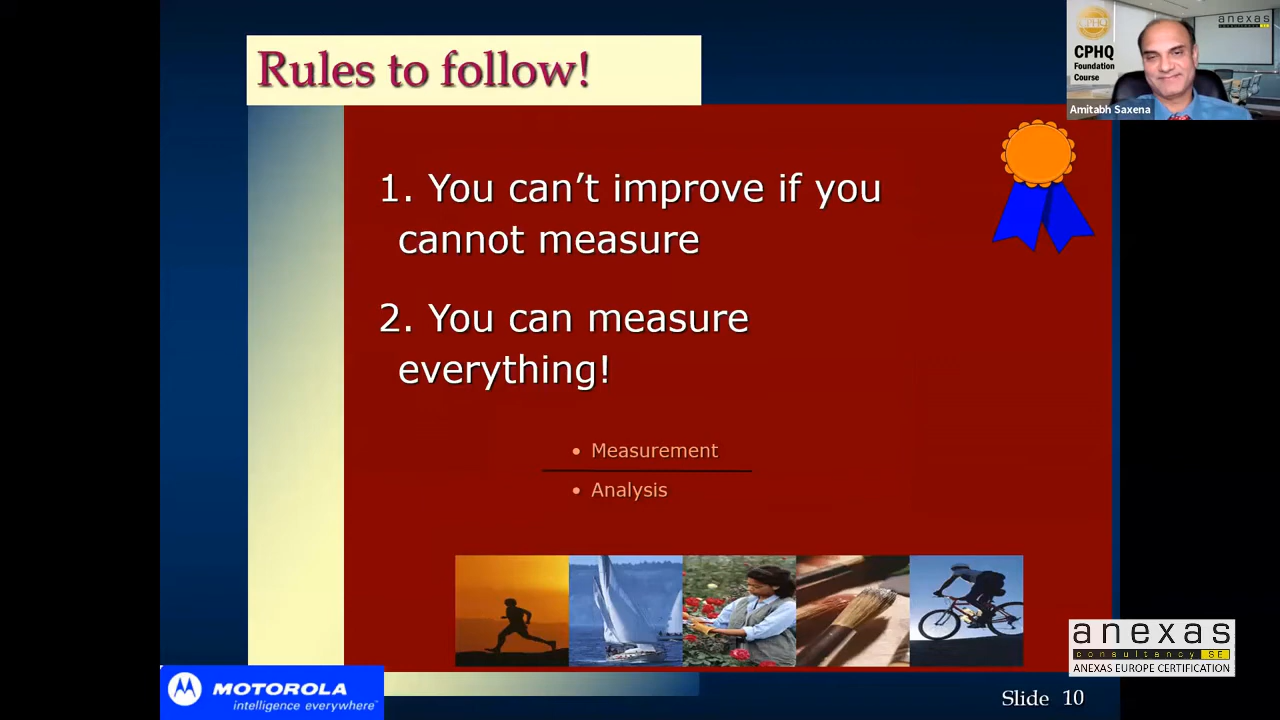 Rules to follow!
1. You can’t improve if you
cannot measure
2. You can measure
everything!
• Measurement
• Analysis
MOTOROLA
intelligence everywhere
Slide 10
anexas
consultancy SE
ANEXAS EUROPE CERTIFICATION
CPHQ
Foundation
Course
Amitabh Saxena
anexas